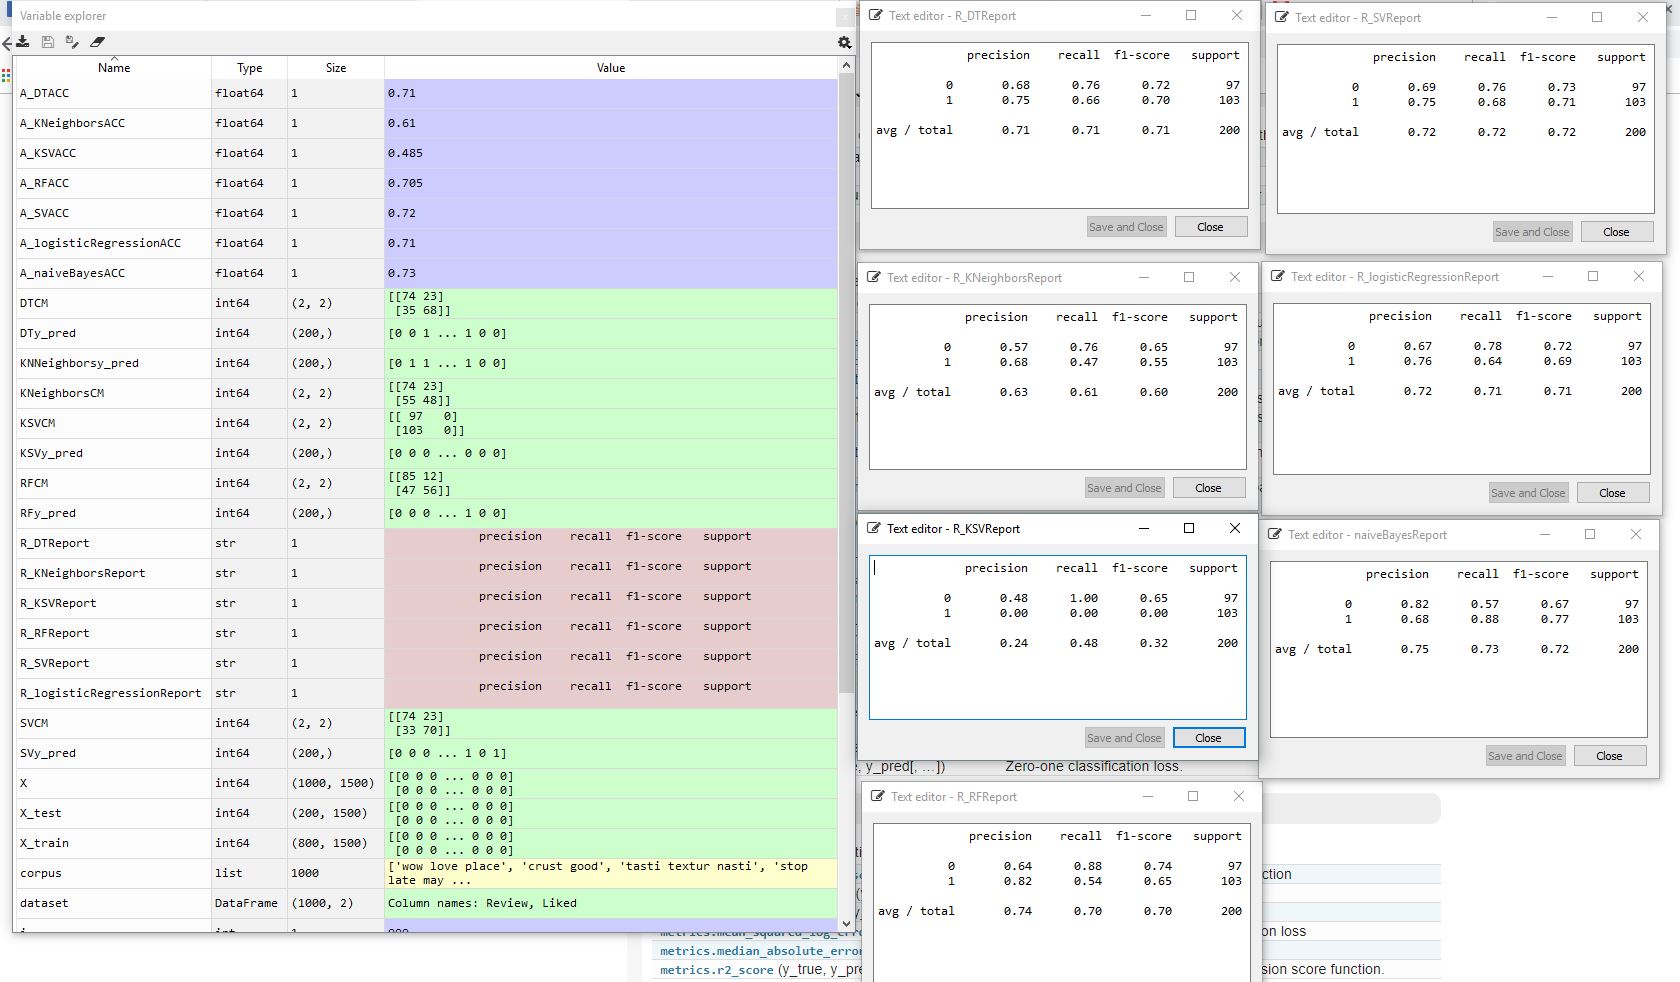 Variable explorer
Name Type Size Value
A_DTACC float64 1 0.71
A_KNeighborsACC float64 1 0.61
A_KSVACC float64 1 0.485
A_RFACC float64 1 0.705
A_SVACC float64 1 0.72
A_logisticRegressionACC float64 1 0.71
A_naiveBayesACC float64 1 0.73
DTCM int64 (2, 2) [[74 23]
[35 68]]
DTy_pred int64 (200,) [0 0 1 ... 1 0 0]
KNNeighborsy_pred int64 (200,) [0 1 1 ... 1 0 0]
KNeighborsCM int64 (2, 2) [[74 23]
[55 48]]
KSVCM int64 (2, 2) [[ 97 0]
[103 0]]
KSVy_pred int64 (200,) [0 0 0 ... 0 0 0]
RFCM int64 (2, 2) [[85 12]
[47 56]]
RFy_pred int64 (200,) [0 0 0 ... 1 0 0]
R_DTReport str 1 precision recall f1-score support
R_KNeighborsReport str 1 precision recall f1-score support
R_KSVReport str 1 precision recall f1-score support
R_RFReport str 1 precision recall f1-score support
R_SVReport str 1 precision recall f1-score support
R_logisticRegressionReport str 1 precision recall f1-score support
SVCM int64 (2, 2) [[74 23]
[33 70]]
SVy_pred int64 (200,) [0 0 0 ... 1 0 1]
X int64 (1000, 1500) [[0 0 0 ... 0 0 0]
[0 0 0 ... 0 0 0]
X_test int64 (200, 1500) [[0 0 0 ... 0 0 0]
[0 0 0 ... 0 0 0]
X_train int64 (800, 1500) [[0 0 0 ... 0 0 0]
[0 0 0 ... 0 0 0]
corpus list 1000 ['wow love place', 'crust good', 'tasti textur nasti', 'stop
late may ...
dataset DataFrame (1000, 2) Column names: Review, Liked
Text editor - R_DTReport
precision recall f1-score support
0 0.68 0.76 0.72 97
1 0.75 0.66 0.70 103
avg / total 0.71 0.71 0.71 200
Save and Close Close
Text editor - R_SVReport
precision recall f1-score support
0 0.69 0.76 0.73 97
1 0.75 0.68 0.71 103
avg / total 0.72 0.72 0.72 200
Save and Close Close
Text editor - R_KNeighborsReport
precision recall f1-score support
0 0.57 0.76 0.65 97
1 0.68 0.47 0.55 103
avg / total 0.63 0.61 0.60 200
Save and Close Close
Text editor - R_logisticRegressionReport
precision recall f1-score support
0 0.67 0.78 0.72 97
1 0.76 0.64 0.69 103
avg / total 0.72 0.71 0.71 200
Save and Close Close
Text editor - R_KSVReport
precision recall f1-score support
0 0.48 1.00 0.65 97
1 0.00 0.00 0.00 103
avg / total 0.24 0.48 0.32 200
Save and Close Close
Text editor - naiveBayesReport
precision recall f1-score support
0 0.82 0.57 0.67 97
1 0.68 0.88 0.77 103
avg / total 0.75 0.73 0.72 200
Save and Close Close
, y_pred[, …]) Zero-one classification loss.
Text editor - R_RFReport
precision recall f1-score support
0 0.64 0.88 0.74 97
1 0.82 0.54 0.65 103
avg / total 0.74 0.70 0.70 200
ction
on loss
metrics.median_absolute_error
metrics.r2_score (y_true, y_pre
sion score function.